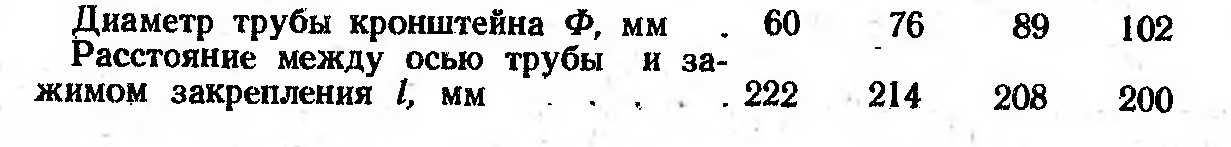 Диаметр трубы кронштейна Ф, мм . 60 76 89 102
Расстояние между осью трубы и за-
жимом закрепления l, мм . . . . . 222 214 208 200